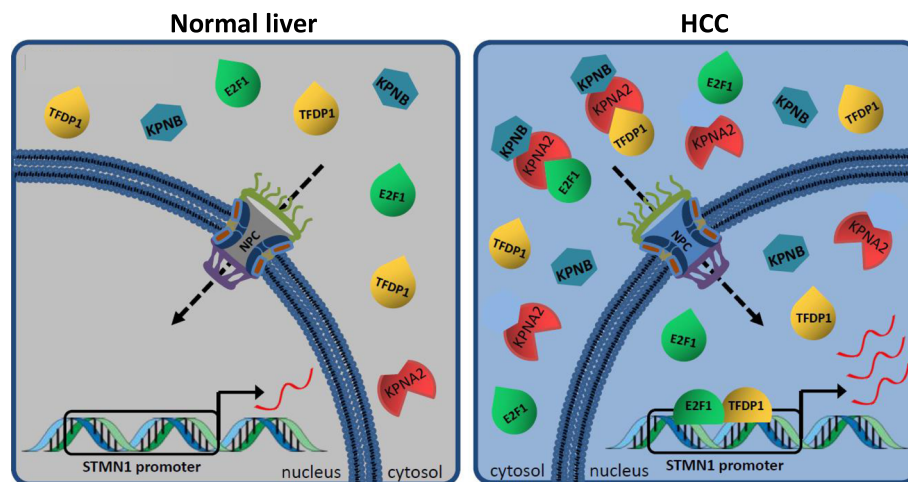 Normal liver
HCC
TFDP1
KPNB
E2F1
TFDP1
KPNB
E2F1
TFDP1
KPNA2
NPC
STMN1 promoter
nucleus
cytosol
KPNB
KPNA2
TFDP1
KPNB
KPNA2
E2F1
E2F1
KPNA2
KPNB
TFDP1
TFDP1
KPNB
NPC
KPNB
KPNA2
KPNA2
E2F1
TFDP1
E2F1
E2F1
TFDP1
STMN1 promoter
cytosol
nucleus